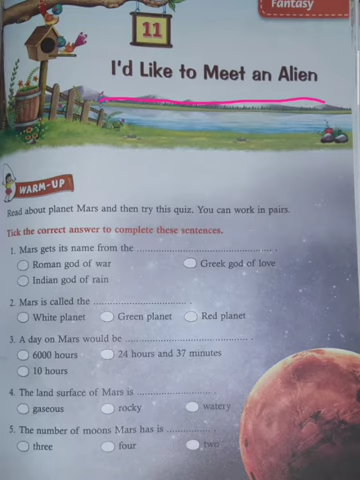 Fantasy
11
I'd Like to Meet an Alien
WARM-UP
Read about planet Mars and then try this quiz. You can work in pairs.
Tick the correct answer to complete these sentences.
1. Mars gets its name from the .................................................. .
Roman god of war Greek god of love
Indian god of rain
2. Mars is called the ................................. .
White planet Green planet Red planet
3. A day on Mars would be ........................................... .
6000 hours 24 hours and 37 minutes
10 hours
4. The land surface of Mars is ........................... .
gaseous rocky watery
5. The number of moons Mars has is ............... .
three four two